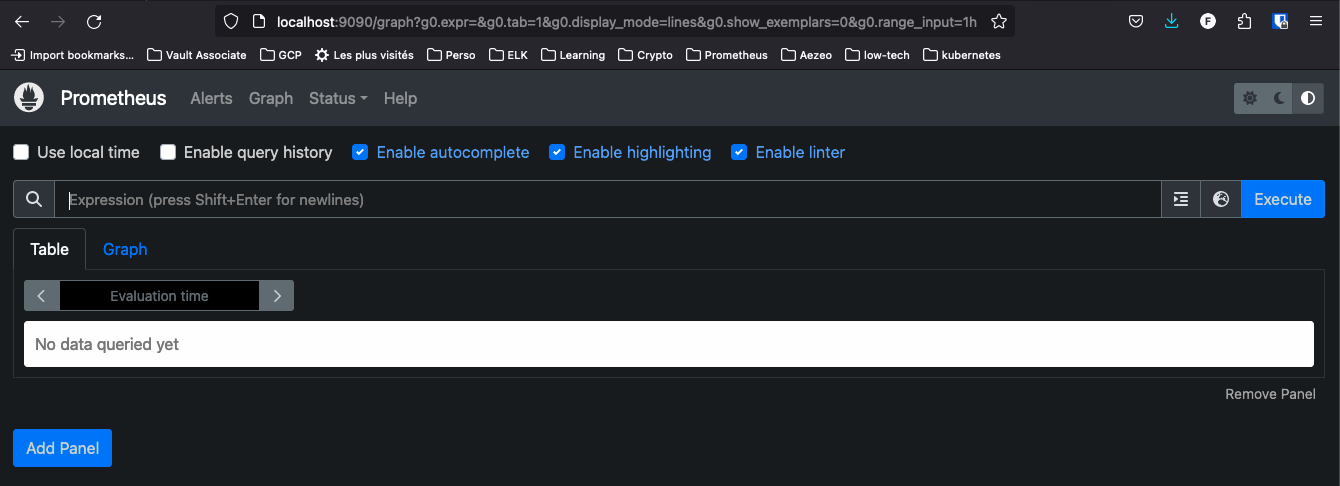 localhost:9090/graph?g0.expr=&g0.tab=1&g0.display_mode=lines&g0.show_exemplars=0&g0.range_input=1h
F
Import bookmarks... Vault Associate GCP Les plus visités Perso ELK Learning Crypto Prometheus Aezeo low-tech kubernetes
Prometheus Alerts Graph Status Help
Use local time Enable query history Enable autocomplete Enable highlighting Enable linter
Expression (press Shift+Enter for newlines) Execute
Table Graph
Evaluation time
No data queried yet
Remove Panel
Add Panel